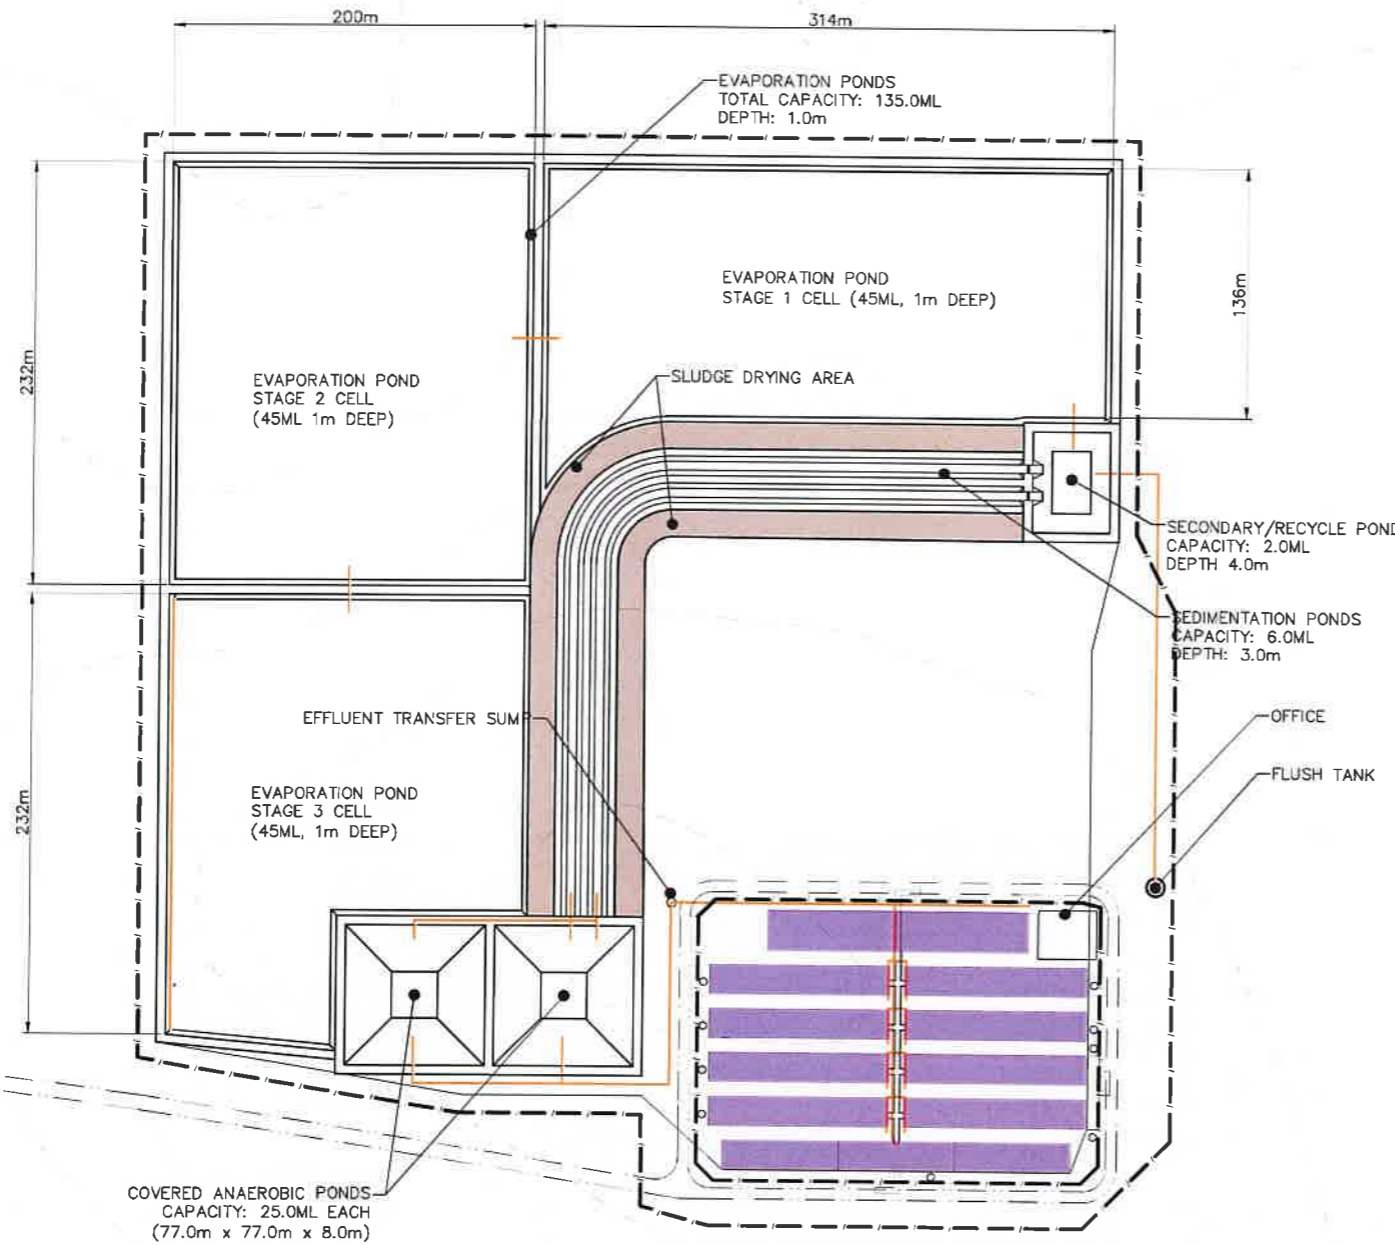 200m
314m
EVAPORATION PONDS
TOTAL CAPACITY: 135.0ML
DEPTH: 1.0m
232m
136m
EVAPORATION POND
STAGE 1 CELL (45ML, 1m DEEP)
EVAPORATION POND
STAGE 2 CELL
(45ML 1m DEEP)
SLUDGE DRYING AREA
SECONDARY/RECYCLE POND
CAPACITY: 2.0ML
DEPTH 4.0m
SEDIMENTATION PONDS
CAPACITY: 6.0ML
DEPTH: 3.0m
EFFLUENT TRANSFER SUMP
OFFICE
FLUSH TANK
232m
EVAPORATION POND
STAGE 3 CELL
(45ML, 1m DEEP)
COVERED ANAEROBIC PONDS
CAPACITY: 25.0ML EACH
(77.0m x 77.0m x 8.0m)